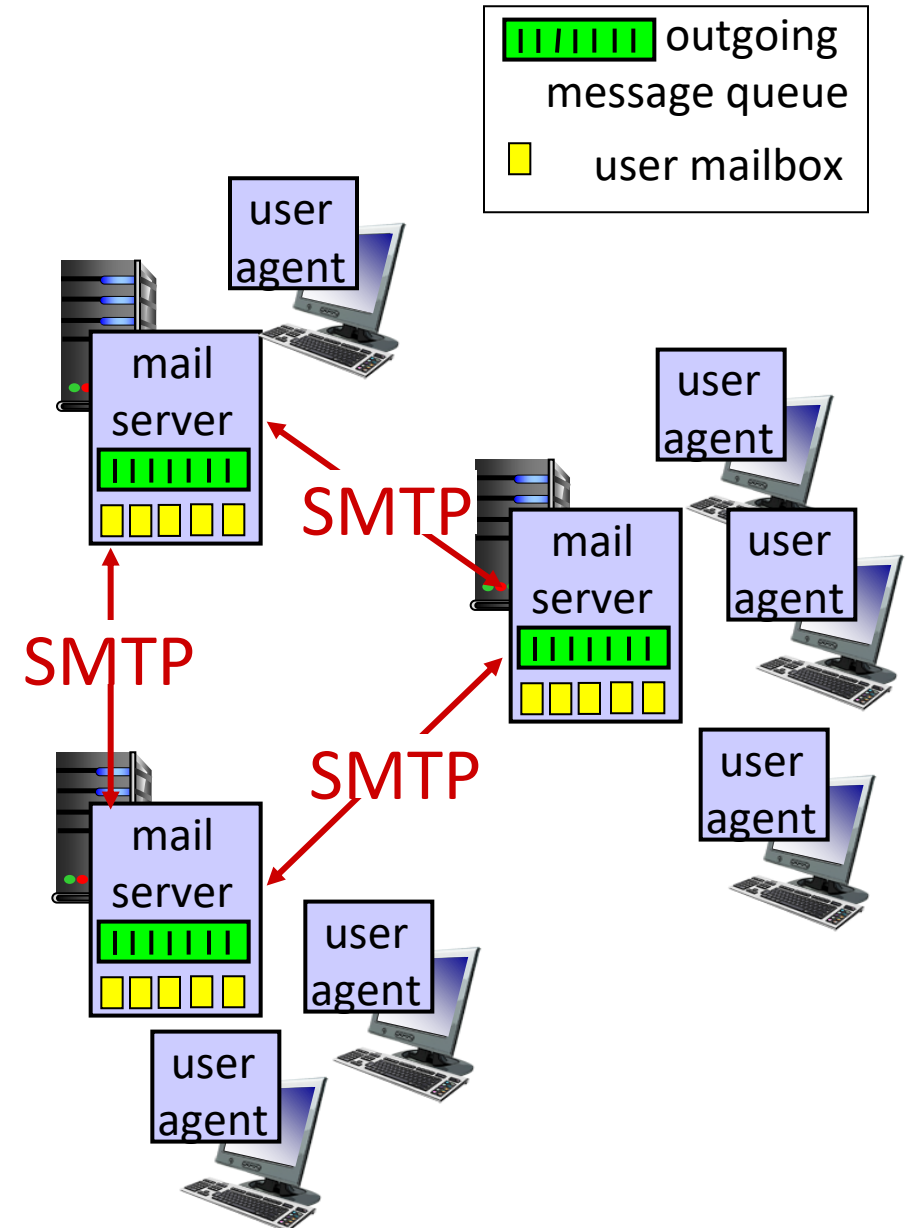 outgoing
message queue
user mailbox
user
agent
mail
server
SMTP
user
agent
user
agent
mail
server
SMTP
user
agent
SMTP
mail
server
user
agent
user
agent